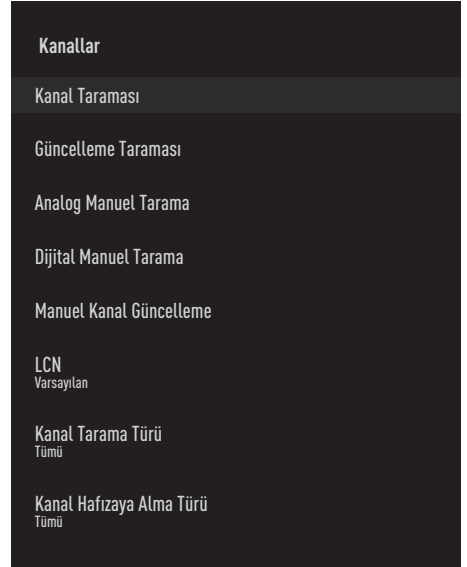 Kanallar
Kanal Taraması
Güncelleme Taraması
Analog Manuel Tarama
Dijital Manuel Tarama
Manuel Kanal Güncelleme
LCN
Varsayılan
Kanal Tarama Türü
Tümü
Kanal Hafızaya Alma Türü
Tümü